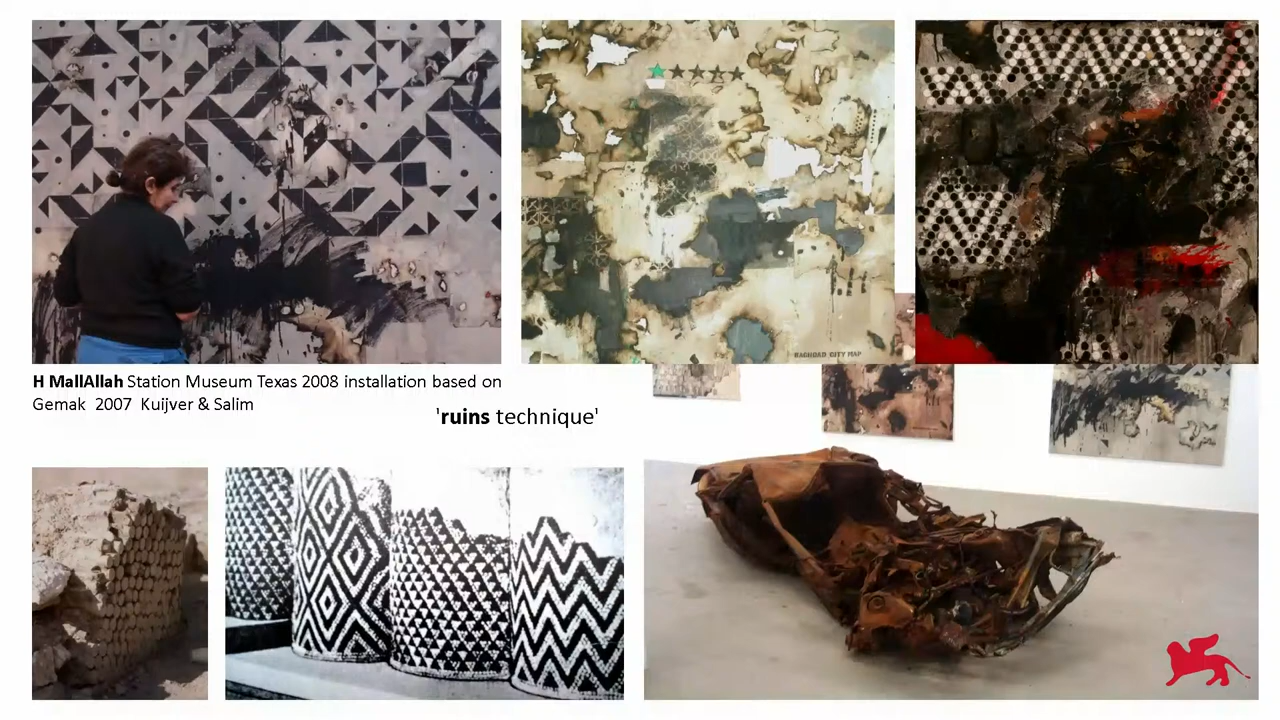 BAGHDAD CITY MAP
H MallAllah Station Museum Texas 2008 installation based on
Gemak 2007 Kuijver & Salim
'ruins technique'